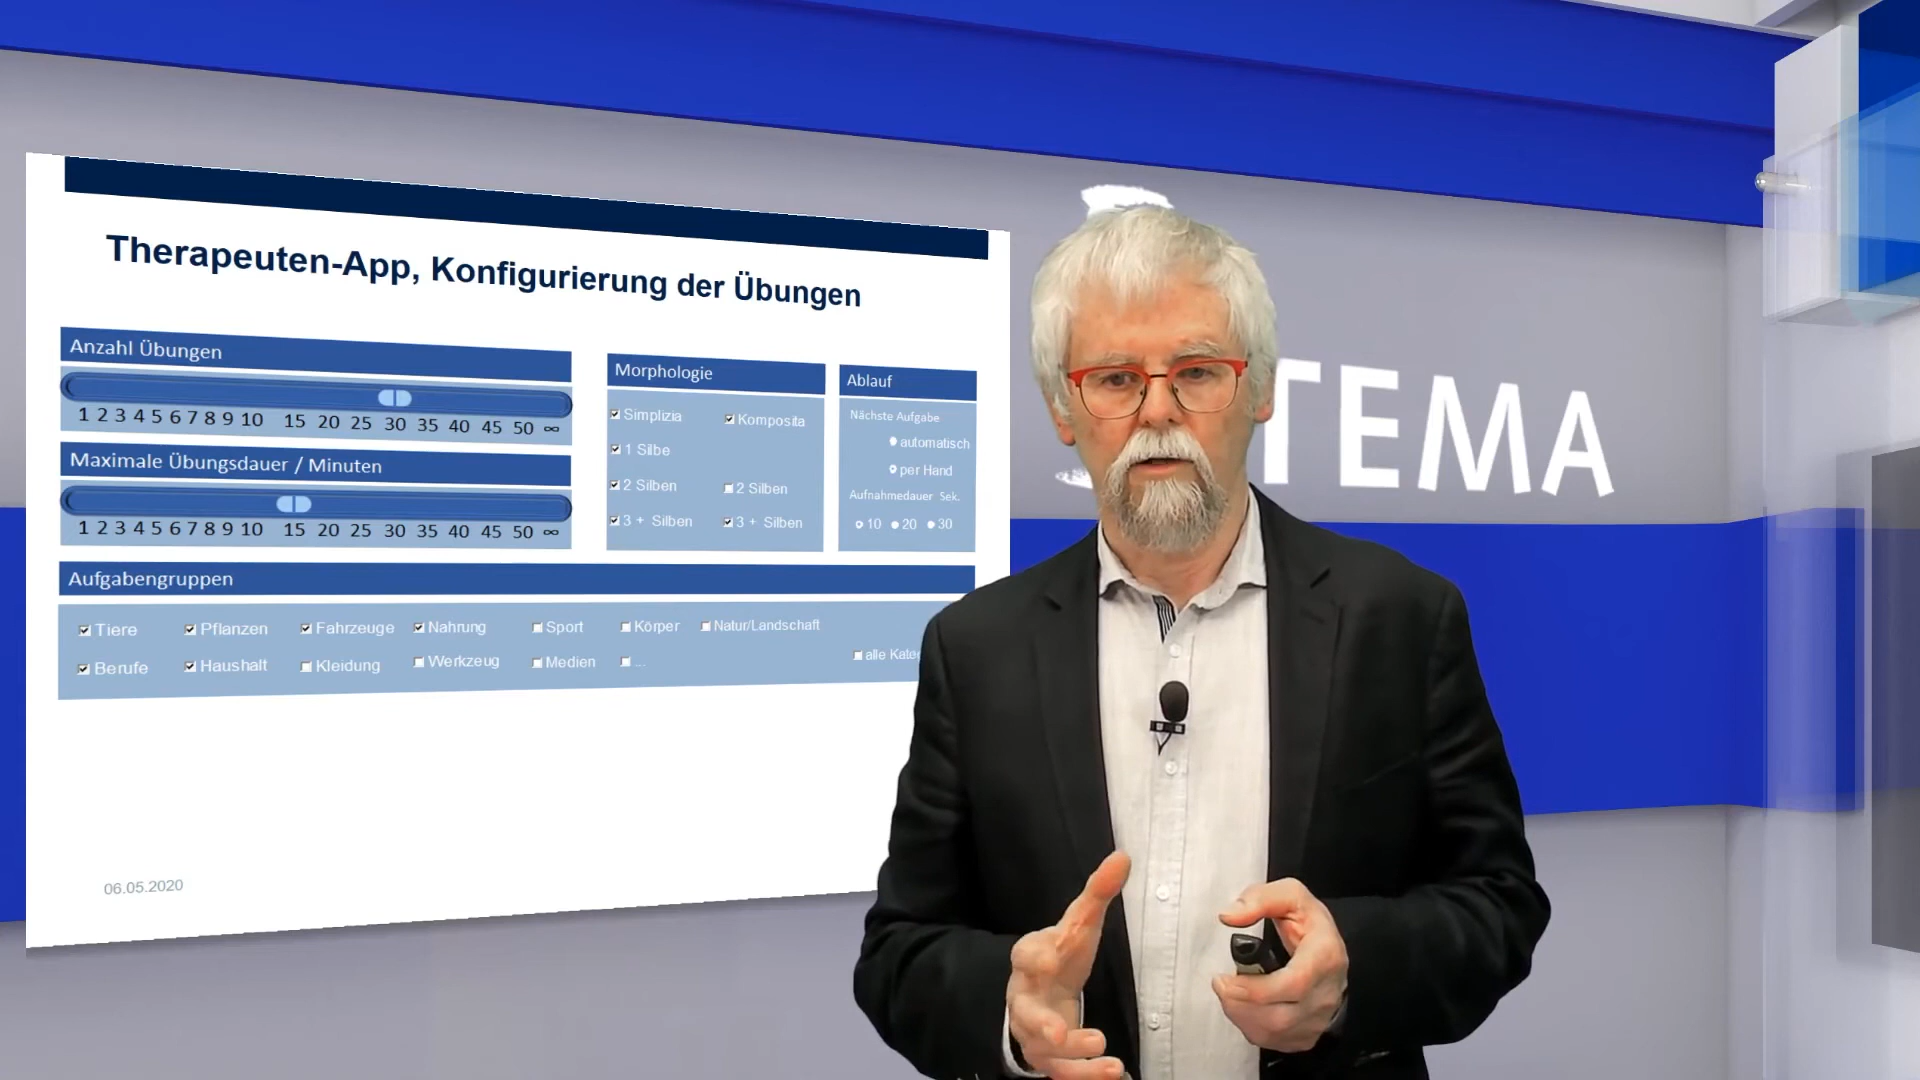 Therapeuten-App, Konfigurierung der Übungen
Anzahl Übungen
1 2 3 4 5 6 7 8 9 10 15 20 25 30 35 40 45 50 ∞
Maximale Übungsdauer / Minuten
1 2 3 4 5 6 7 8 9 10 15 20 25 30 35 40 45 50 ∞
Morphologie
Simplizia Komposita
1 Silbe
2 Silben 2 Silben
3 + Silben 3 + Silben
Ablauf
Nächste Aufgabe
automatisch
per Hand
Aufnahmedauer Sek.
10 20 30
Aufgabengruppen
Tiere Pflanzen Fahrzeuge Nahrung Sport Körper Natur/Landschaft
Berufe Haushalt Kleidung Werkzeug Medien ... alle
06.05.2020
TEMA